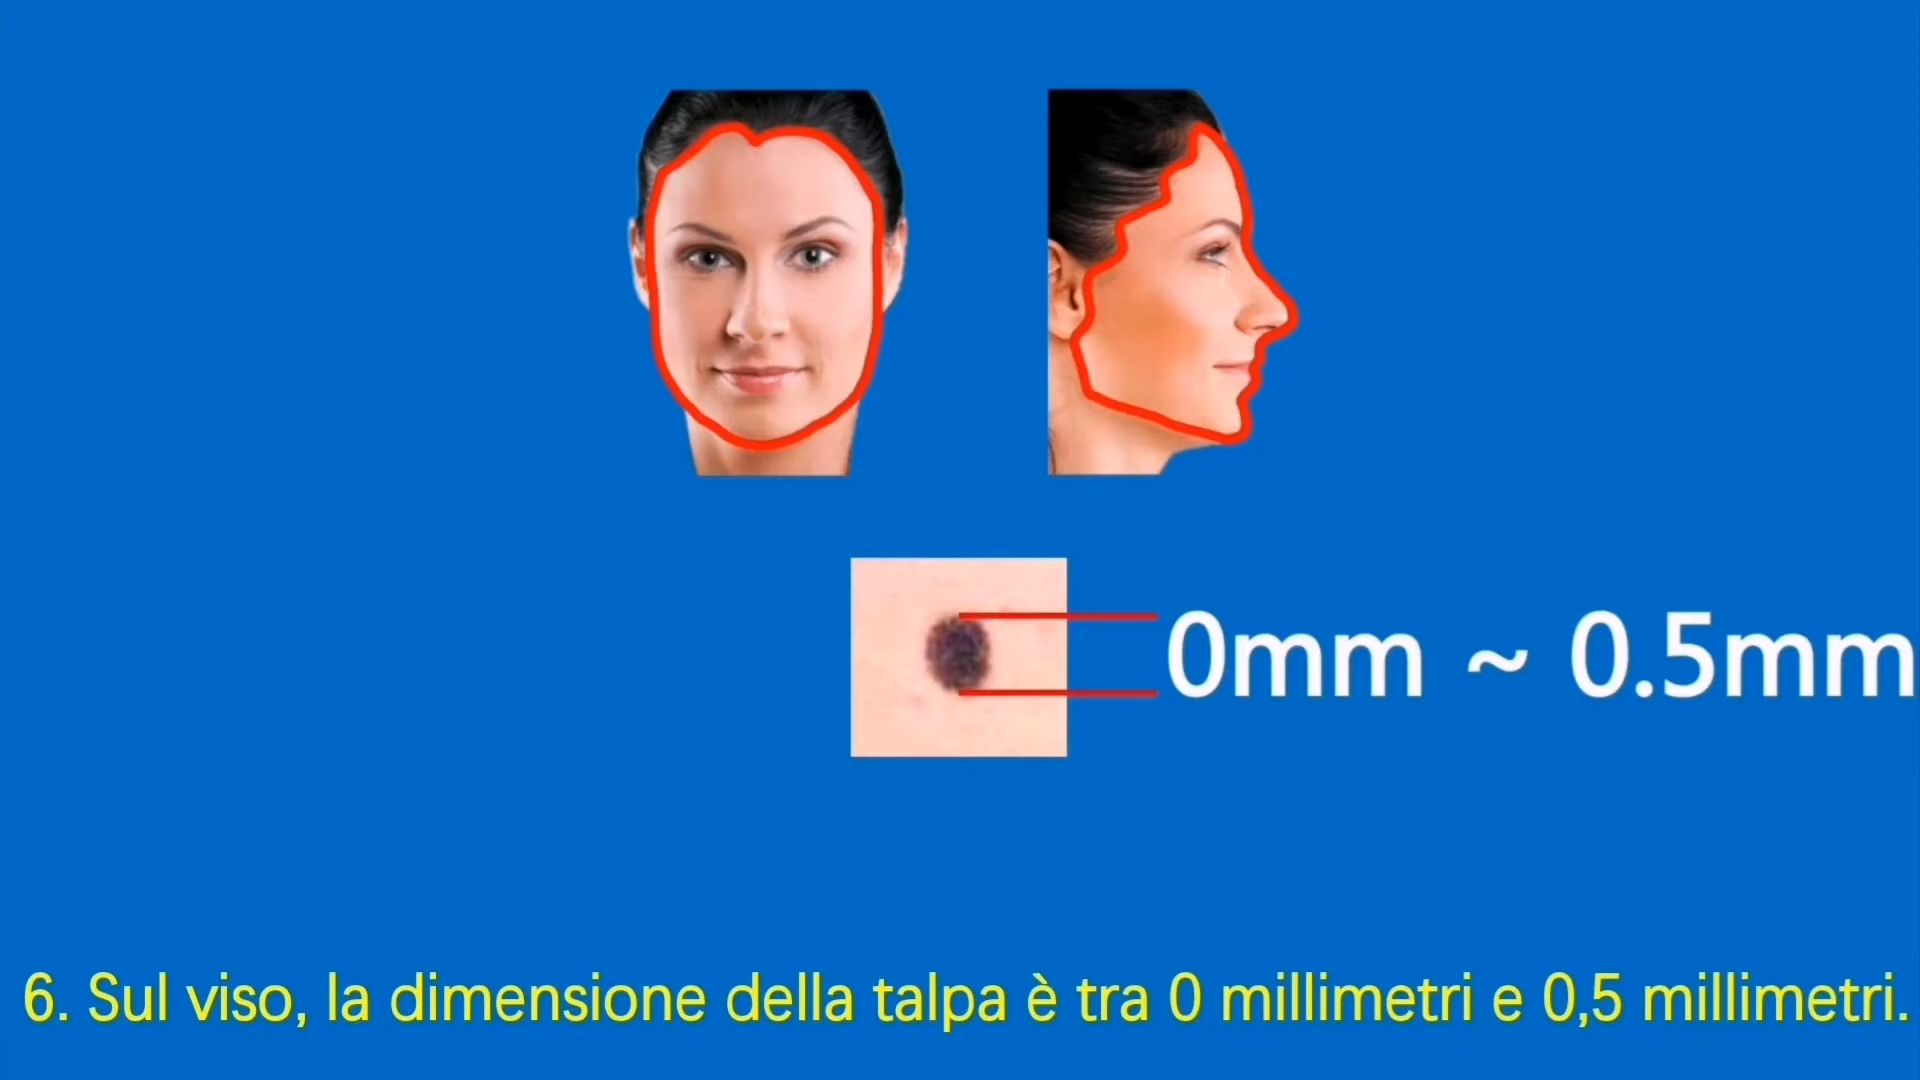 0mm ~ 0.5mm
6. Sul viso, la dimensione della talpa è tra 0 millimetri e 0,5 millimetri.